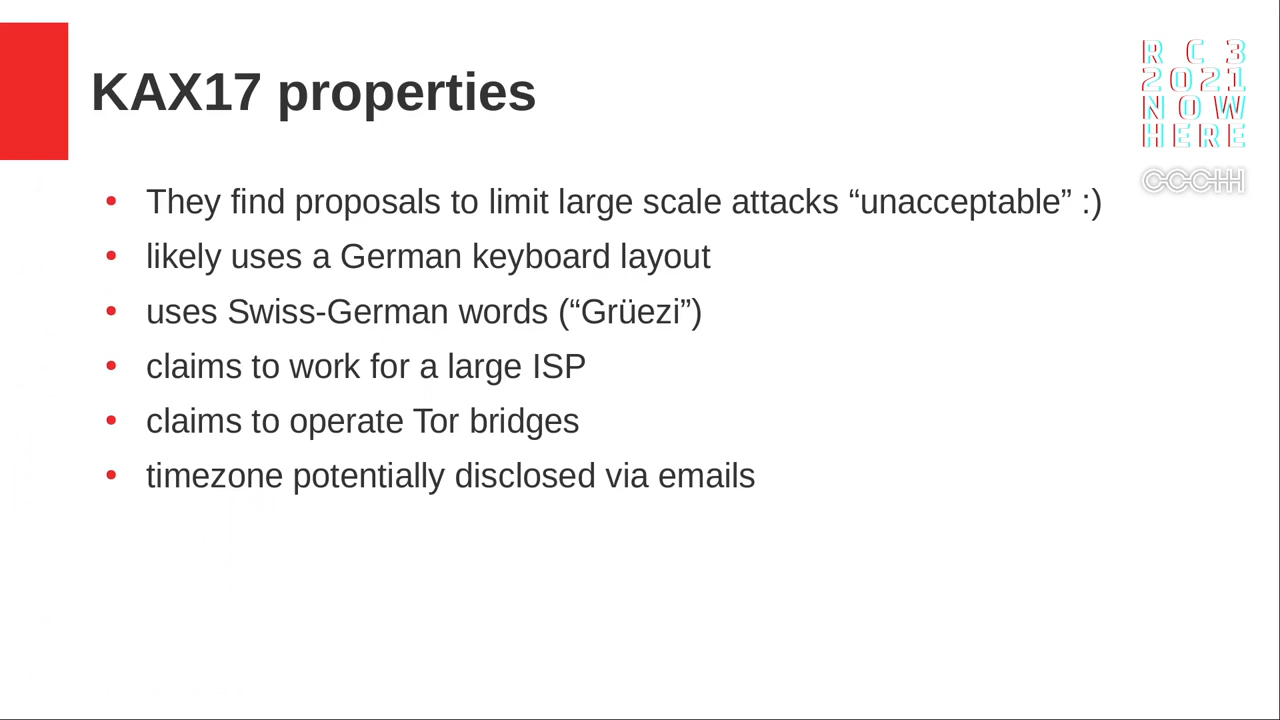 KAX17 properties
R C 3
2021
NOW
HERE
CCCHH
• They find proposals to limit large scale attacks “unacceptable” :)
• likely uses a German keyboard layout
• uses Swiss-German words (“Grüezi”)
• claims to work for a large ISP
• claims to operate Tor bridges
• timezone potentially disclosed via emails